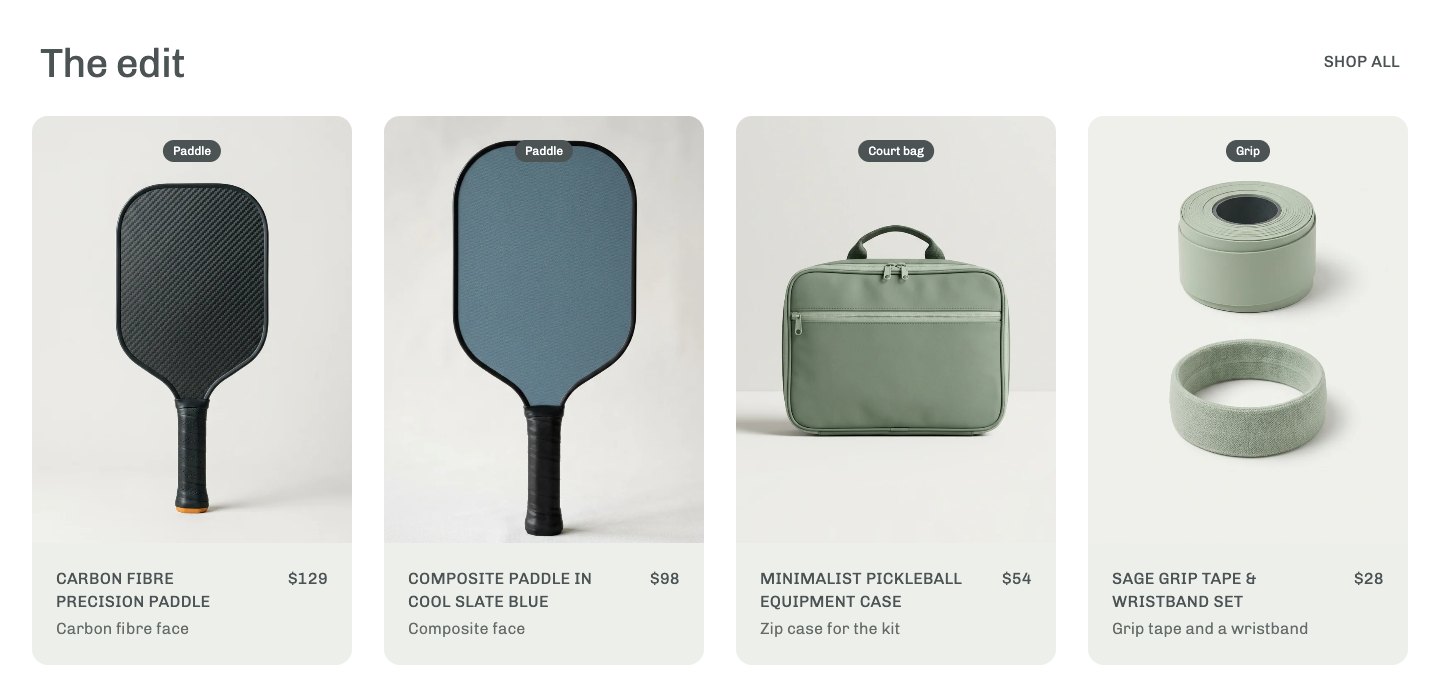 The edit
SHOP ALL
Paddle
CARBON FIBRE
PRECISION PADDLE
$129
Carbon fibre face
Paddle
COMPOSITE PADDLE IN
COOL SLATE BLUE
$98
Composite face
Court bag
MINIMALIST PICKLEBALL
EQUIPMENT CASE
$54
Zip case for the kit
Grip
SAGE GRIP TAPE &
WRISTBAND SET
$28
Grip tape and a wristband